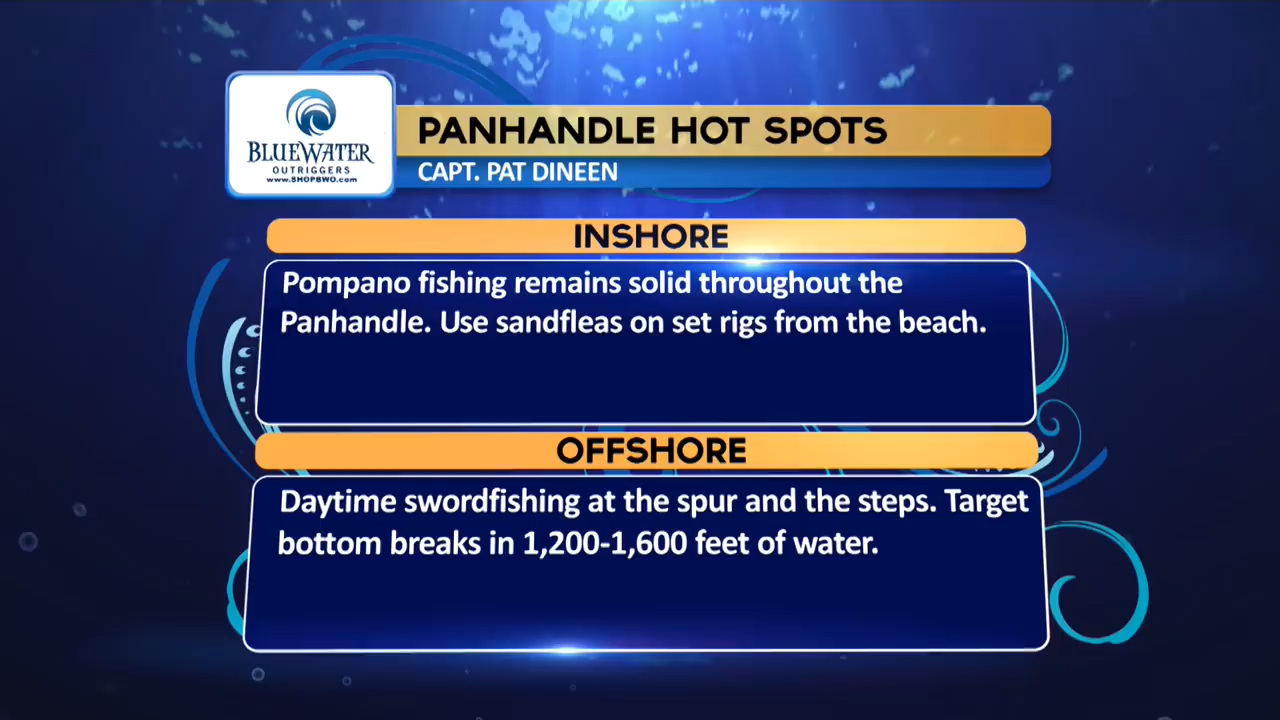 BLUEWATER
OUTRIGGERS
www.SHOPBWO.com
PANHANDLE HOT SPOTS
CAPT. PAT DINEEN
INSHORE
Pompano fishing remains solid throughout the
Panhandle. Use sandfleas on set rigs from the beach.
OFFSHORE
Daytime swordfishing at the spur and the steps. Target
bottom breaks in 1,200-1,600 feet of water.